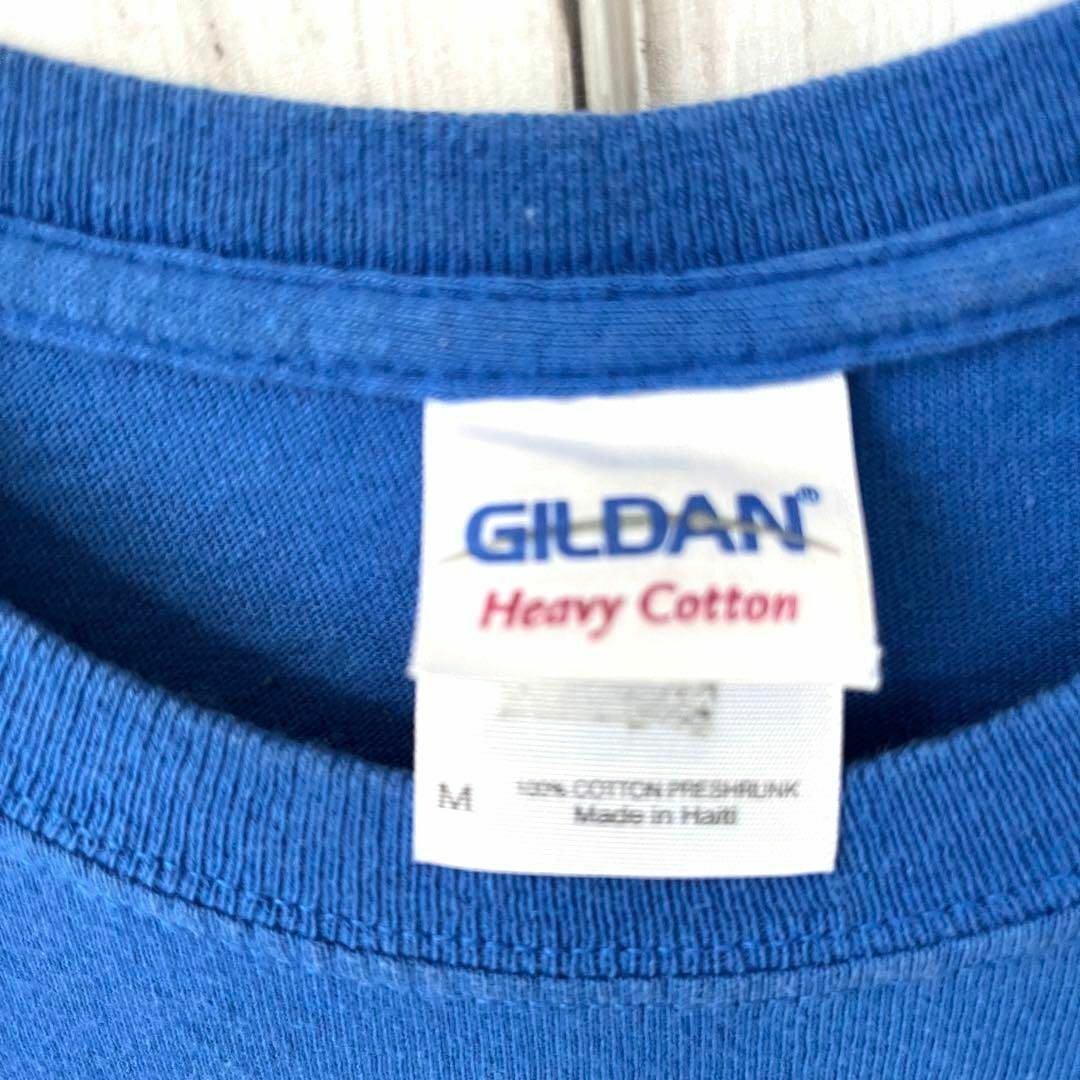 GILDAN®
Heavy Cotton
M
100% COTTON PRESHRUNK
Made in Haiti